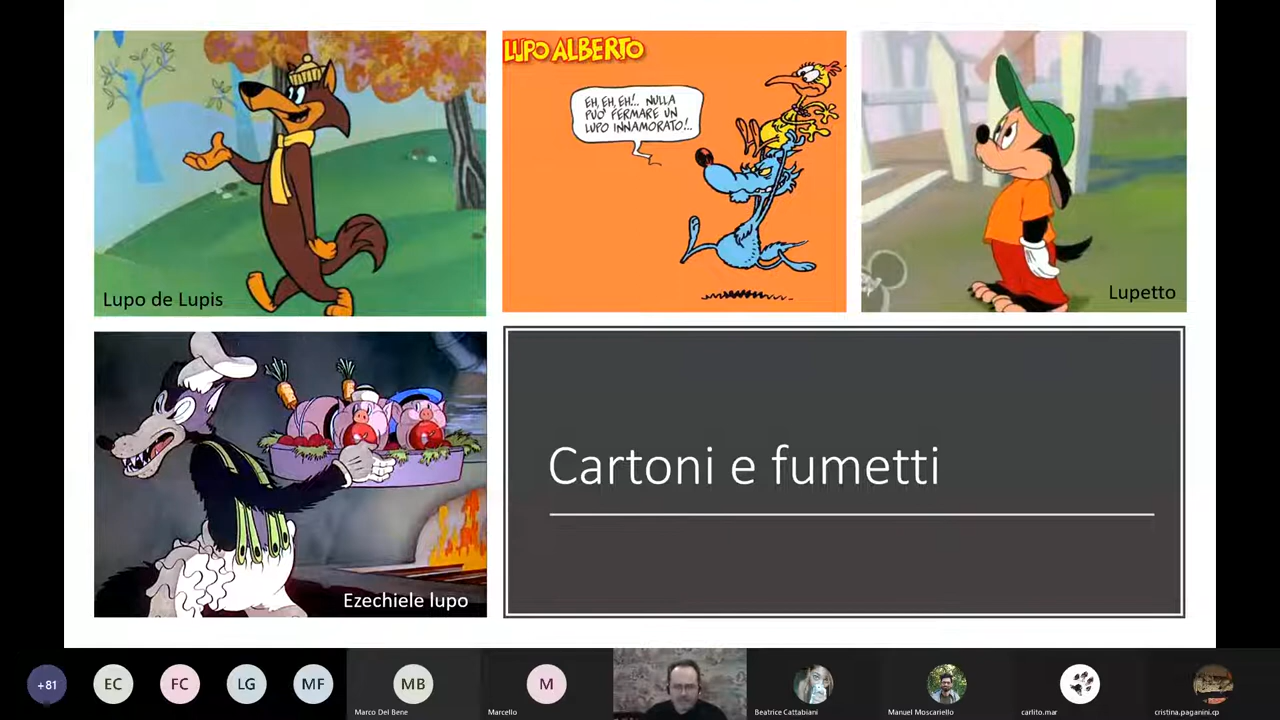 LUPO ALBERTO
EH, EH, EH!.. NULLA
PUO' FERMARE UN
LUPO INNAMORATO!..
Lupo de Lupis
Lupetto
Cartoni e fumetti
Ezechiele lupo
+81
EC
FC
LG
MF
MB
M
Marco Del Bene
Marcello
Beatrice Cattabiani
Manuel Moscariello
carlito.mar
cristina.paganini.cp